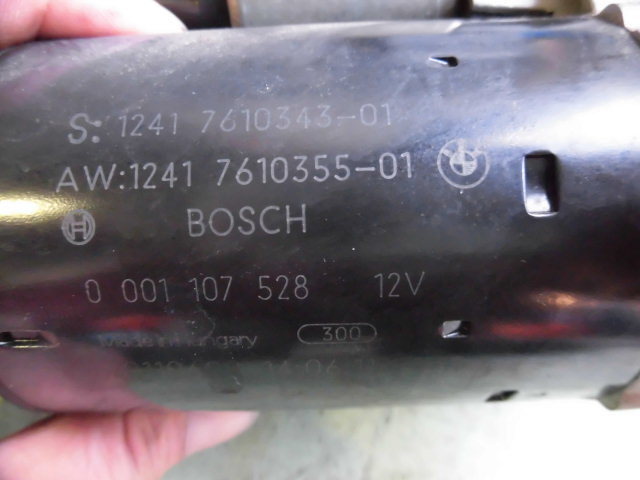 S: 1241 7610343-01
AW:1241 7610355-01
BOSCH
0 001 107 528 12V
Made in Hungary 300